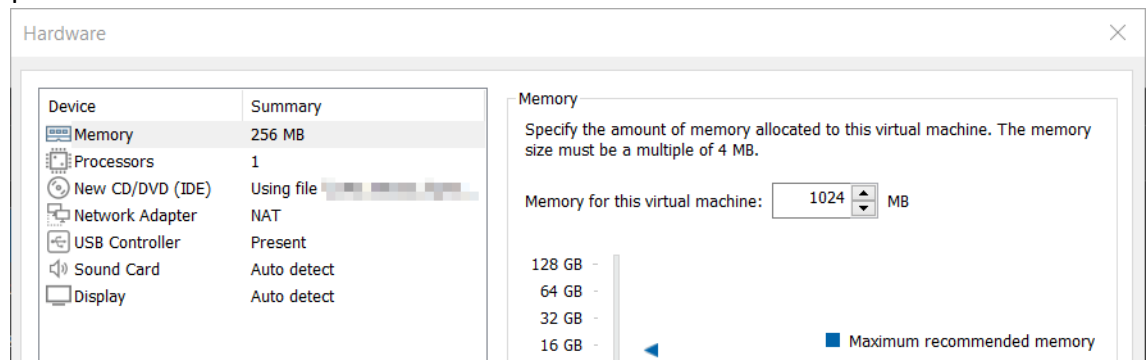 Hardware
Device Summary
Memory 256 MB
Processors 1
New CD/DVD (IDE) Using file
Network Adapter NAT
USB Controller Present
Sound Card Auto detect
Display Auto detect
Memory
Specify the amount of memory allocated to this virtual machine. The memory
size must be a multiple of 4 MB.
Memory for this virtual machine: 1024 MB
128 GB
64 GB
32 GB
16 GB
Maximum recommended memory